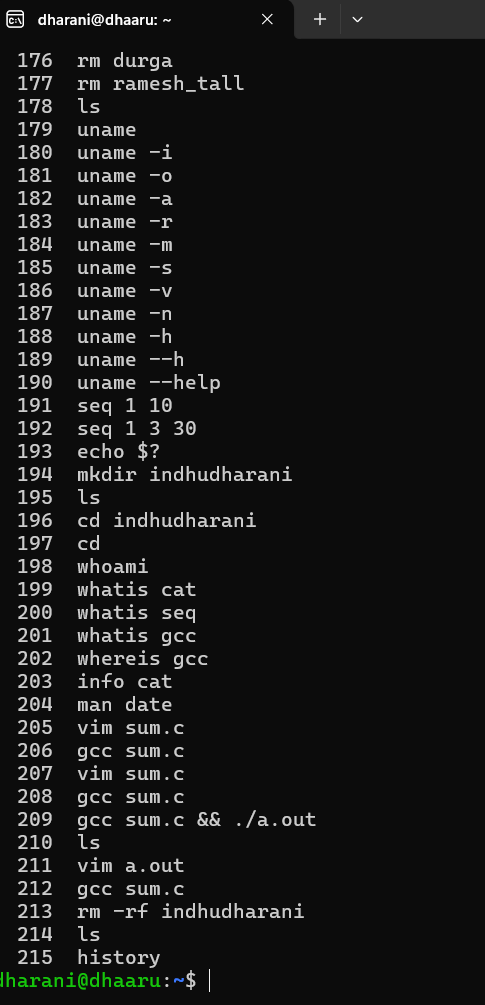 dharani@dhaaru: ~
176 rm durga
177 rm ramesh_tall
178 ls
179 uname
180 uname -i
181 uname -o
182 uname -a
183 uname -r
184 uname -m
185 uname -s
186 uname -v
187 uname -n
188 uname -h
189 uname --h
190 uname --help
191 seq 1 10
192 seq 1 3 30
193 echo $?
194 mkdir indhudharani
195 ls
196 cd indhudharani
197 cd
198 whoami
199 whatis cat
200 whatis seq
201 whatis gcc
202 whereis gcc
203 info cat
204 man date
205 vim sum.c
206 gcc sum.c
207 vim sum.c
208 gcc sum.c
209 gcc sum.c && ./a.out
210 ls
211 vim a.out
212 gcc sum.c
213 rm -rf indhudharani
214 ls
215 history
dharani@dhaaru:~$